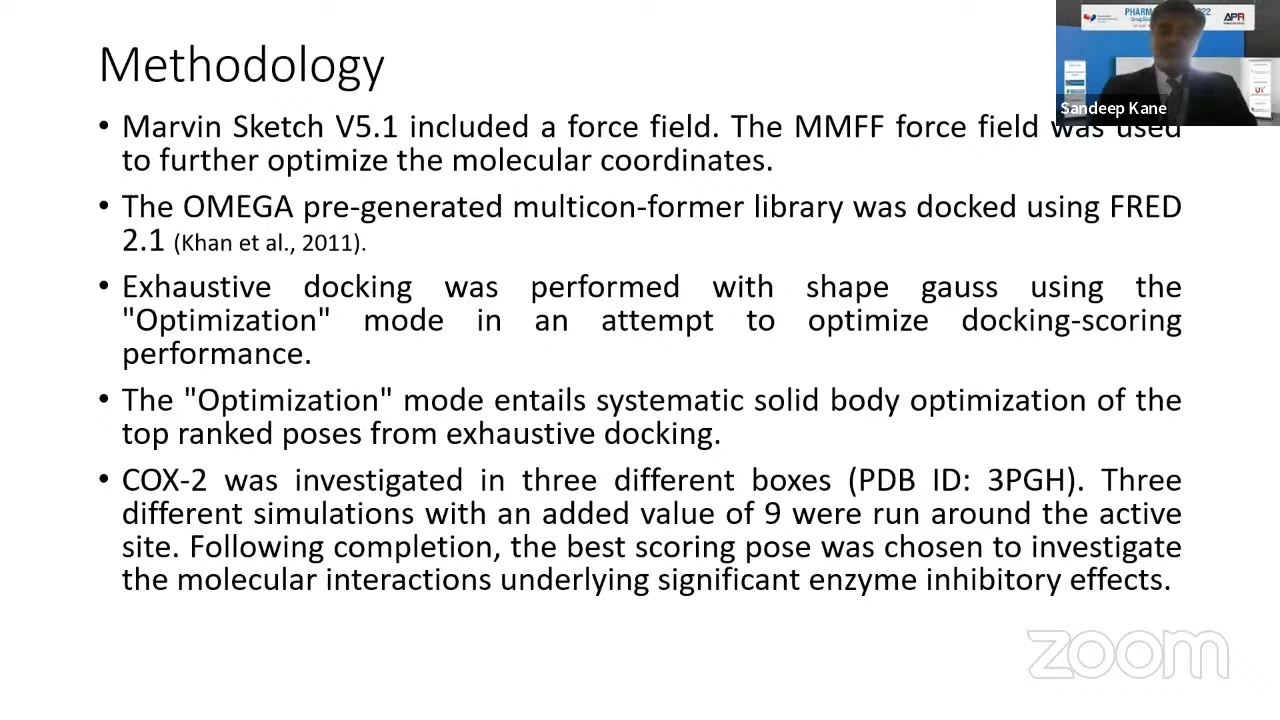 Methodology
• Marvin Sketch V5.1 included a force field. The MMFF force field was used
to further optimize the molecular coordinates.
• The OMEGA pre-generated multicon-former library was docked using FRED
2.1 (Khan et al., 2011).
• Exhaustive docking was performed with shape gauss using the
"Optimization" mode in an attempt to optimize docking-scoring
performance.
• The "Optimization" mode entails systematic solid body optimization of the
top ranked poses from exhaustive docking.
• COX-2 was investigated in three different boxes (PDB ID: 3PGH). Three
different simulations with an added value of 9 were run around the active
site. Following completion, the best scoring pose was chosen to investigate
the molecular interactions underlying significant enzyme inhibitory effects.
PHARM 22
APR
Sandeep Kane
zoom